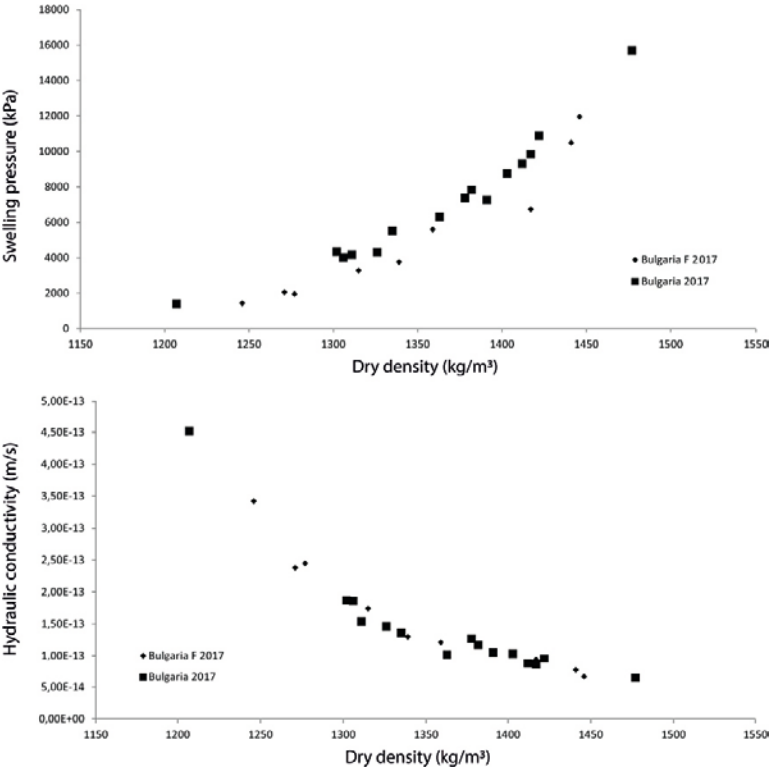 18000
16000
14000
12000
10000
8000
6000
4000
2000
0
Swelling pressure (kPa)
Bulgaria F 2017
Bulgaria 2017
1150 1200 1250 1300 1350 1400 1450 1500 1550
Dry density (kg/m³)
5,00E-13
4,50E-13
4,00E-13
3,50E-13
3,00E-13
2,50E-13
2,00E-13
1,50E-13
1,00E-13
5,00E-14
0,00E+00
Hydraulic conductivity (m/s)
Bulgaria F 2017
Bulgaria 2017
1150 1200 1250 1300 1350 1400 1450 1500 1550
Dry density (kg/m³)